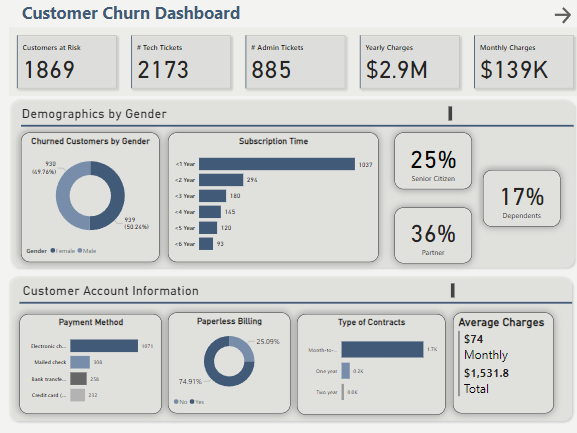 Customer Churn Dashboard
Customers at Risk
1869
# Tech Tickets
2173
# Admin Tickets
885
Yearly Charges
$2.9M
Monthly Charges
$139K
Demographics by Gender
Churned Customers by Gender
930
(49.76%)
939
(50.24%)
Gender Female Male
Subscription Time
<1 Year 1037
<2 Year 294
<3 Year 180
<4 Year 145
<5 Year 120
<6 Year 93
25%
Senior Citizen
36%
Partner
17%
Dependents
Customer Account Information
Payment Method
Electronic ch... 1071
Mailed check 308
Bank transfe... 258
Credit card (... 232
Paperless Billing
25.09%
74.91%
No Yes
Type of Contracts
Month-to-... 1.7K
One year 0.2K
Two year 0.0K
Average Charges
$74
Monthly
$1,531.8
Total